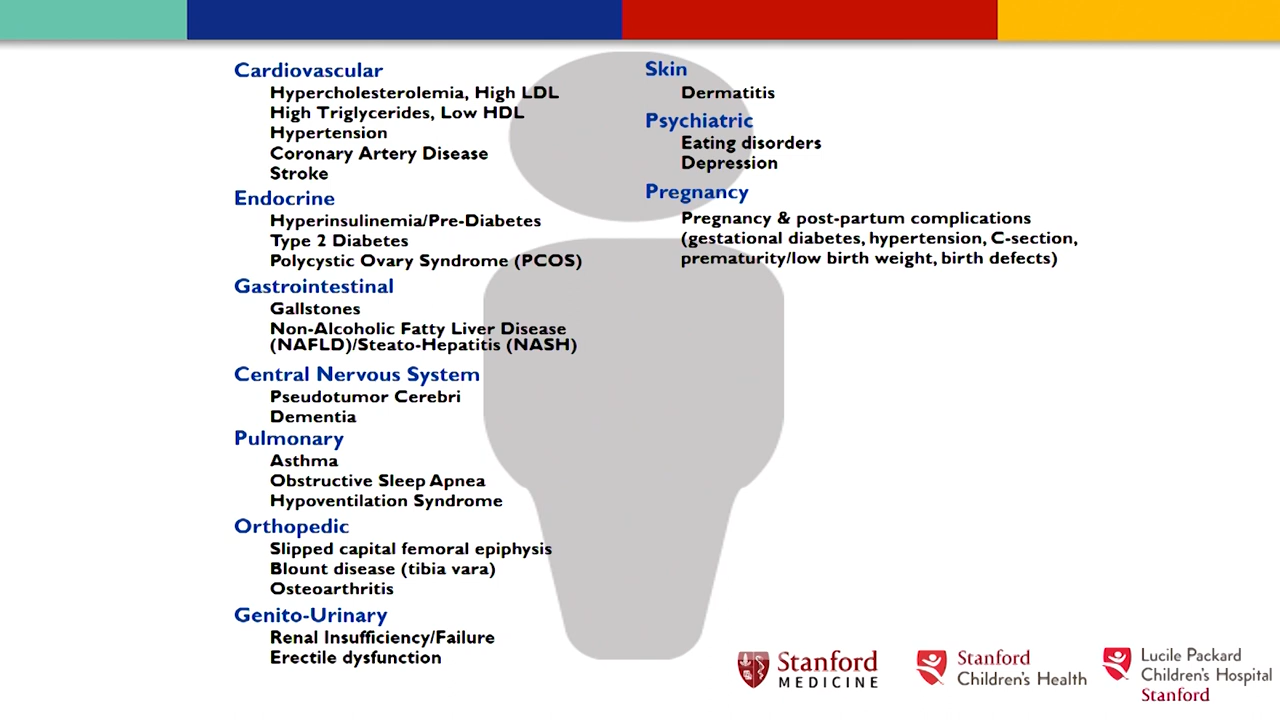 Cardiovascular
Hypercholesterolemia, High LDL
High Triglycerides, Low HDL
Hypertension
Coronary Artery Disease
Stroke
Endocrine
Hyperinsulinemia/Pre-Diabetes
Type 2 Diabetes
Polycystic Ovary Syndrome (PCOS)
Gastrointestinal
Gallstones
Non-Alcoholic Fatty Liver Disease
(NAFLD)/Steato-Hepatitis (NASH)
Central Nervous System
Pseudotumor Cerebri
Dementia
Pulmonary
Asthma
Obstructive Sleep Apnea
Hypoventilation Syndrome
Orthopedic
Slipped capital femoral epiphysis
Blount disease (tibia vara)
Osteoarthritis
Genito-Urinary
Renal Insufficiency/Failure
Erectile dysfunction
Skin
Dermatitis
Psychiatric
Eating disorders
Depression
Pregnancy
Pregnancy & post-partum complications
(gestational diabetes, hypertension, C-section,
prematurity/low birth weight, birth defects)
Stanford
MEDICINE
Stanford
Children's Health
Lucile Packard
Children's Hospital
Stanford